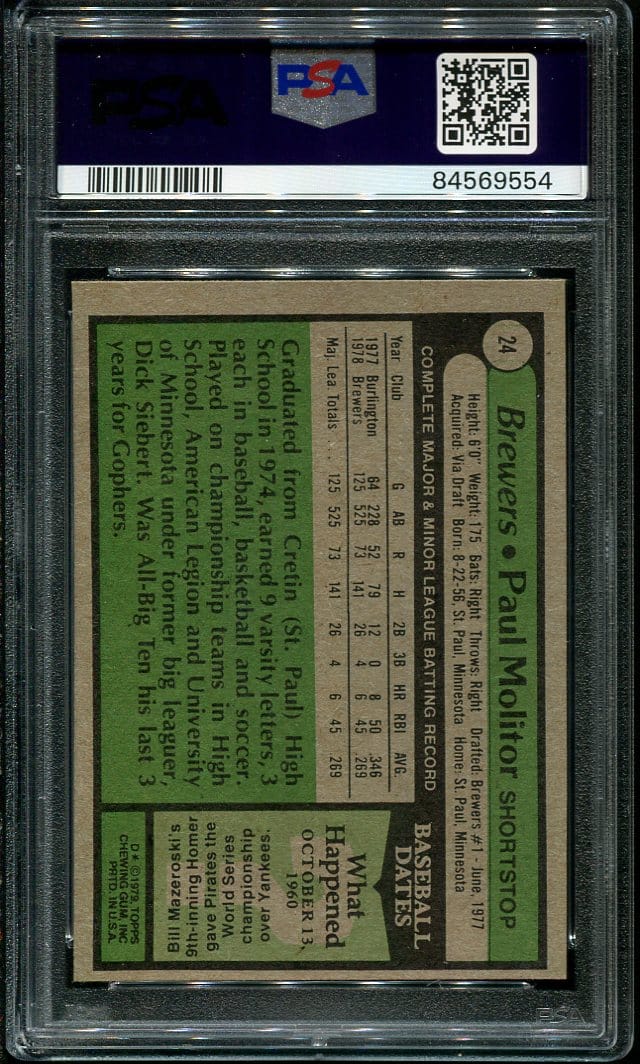 PSA
PSA
84569554
24
Brewers • Paul Molitor SHORTSTOP
Height: 6'0" Weight: 175 Bats: Right Throws: Right Drafted: Brewers #1 - June, 1977
Acquired: Via Draft Born: 8-22-56, St. Paul, Minnesota Home: St. Paul, Minnesota
COMPLETE MAJOR & MINOR LEAGUE BATTING RECORD
Year Club G AB R H 2B 3B HR RBI AVG.
1977 Burlington 64 228 52 79 12 0 8 50 .346
1978 Brewers 125 525 73 141 26 4 6 45 .269
Maj. Lea. Totals . . . 125 525 73 141 26 4 6 45 .269
Graduated from Cretin (St. Paul) High
School in 1974, earned 9 varsity letters, 3
each in baseball, basketball and soccer.
Played on championship teams in High
School, American Legion and University
of Minnesota under former big leaguer,
Dick Siebert. Was All-Big Ten his last 3
years for Gophers.
BASEBALL
DATES
What
Happened
OCTOBER 13,
1960
Bill Mazeroski's
9th-inning Homer
gave Pirates the
World Series
championship
over Yankees.
D* © 1979, TOPPS
CHEWING GUM, INC
PRTD. IN U.S.A.
PSA